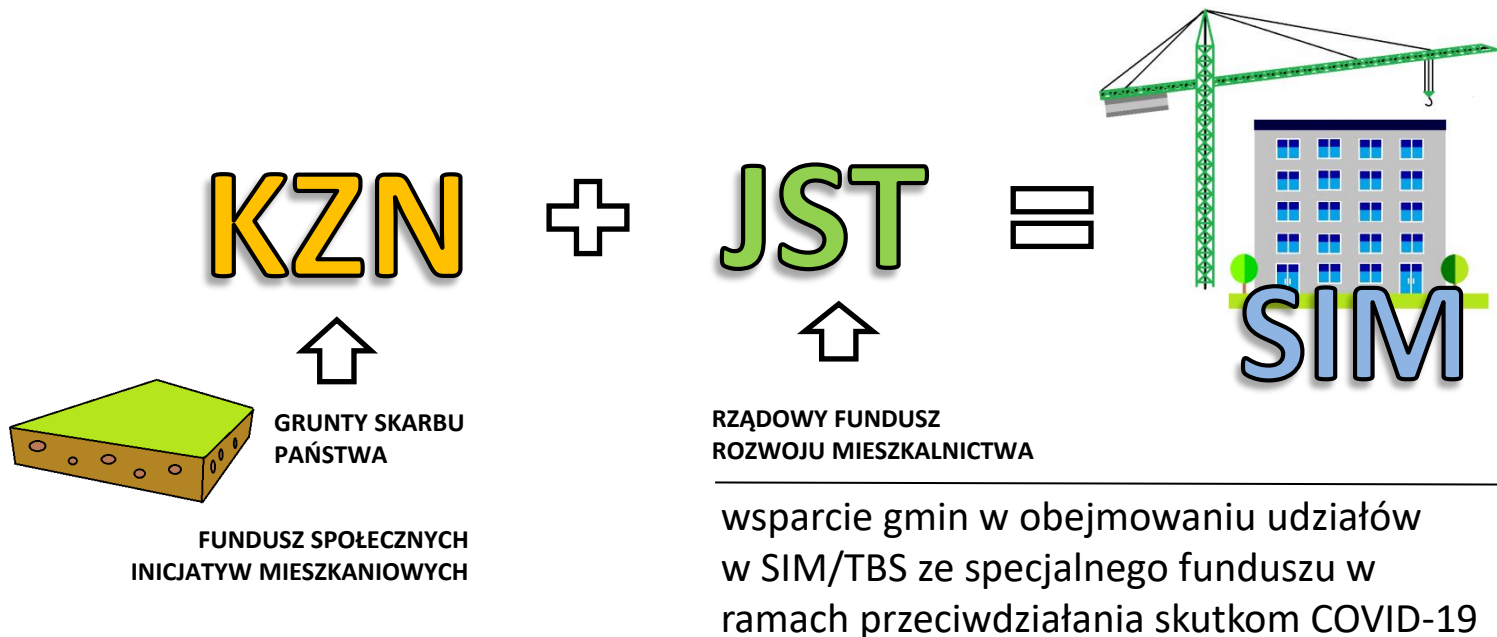 KZN + JST =
SIM
GRUNTY SKARBU
PAŃSTWA
FUNDUSZ SPOŁECZNYCH
INICJATYW MIESZKANIOWYCH
RZĄDOWY FUNDUSZ
ROZWOJU MIESZKALNICTWA
wsparcie gmin w obejmowaniu udziałów
w SIM/TBS ze specjalnego funduszu w
ramach przeciwdziałania skutkom COVID-19